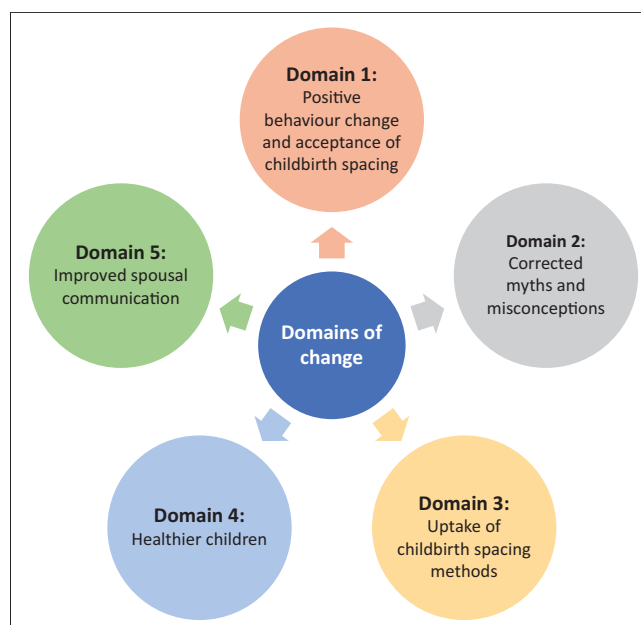 Domain 1:
Positive
behaviour change
and acceptance of
childbirth spacing
Domain 2:
Corrected
myths and
misconceptions
Domain 3:
Uptake of
childbirth spacing
methods
Domain 4:
Healthier children
Domain 5:
Improved spousal
communication
Domains of
change